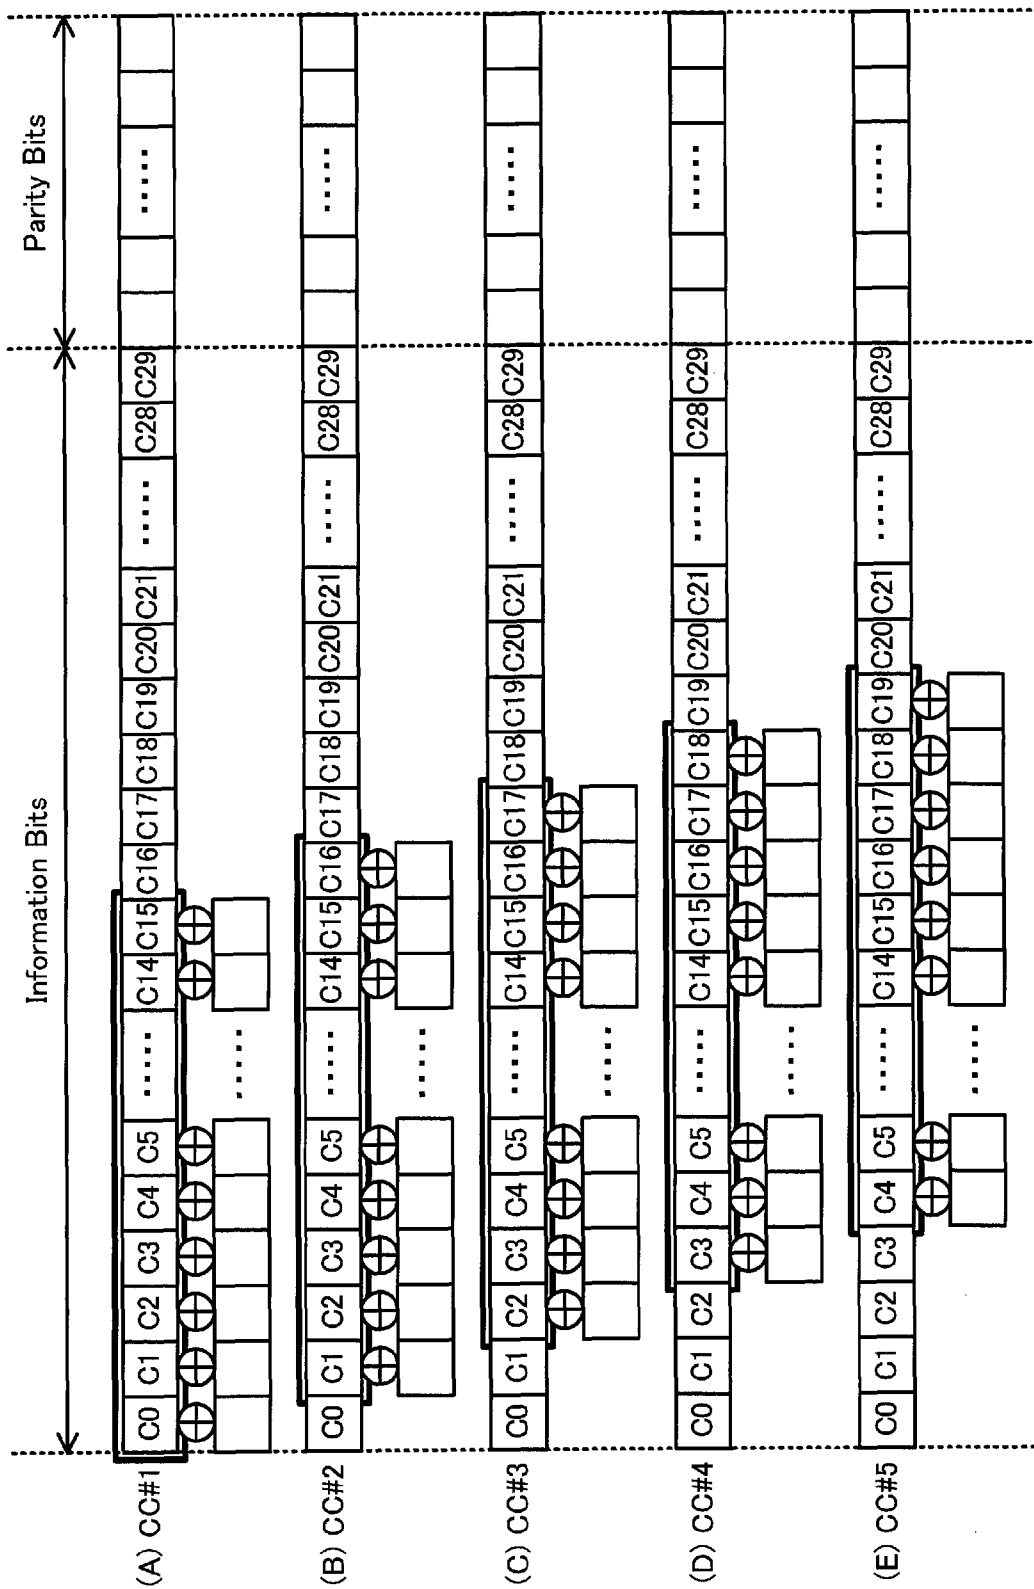 Information Bits Parity Bits
(A) CC#1 C0 C1 C2 C3 C4 C5 ..... C14 C15 C16 C17 C18 C19 C20 C21 ..... C28 C29 .....
.....
(B) CC#2 C0 C1 C2 C3 C4 C5 ..... C14 C15 C16 C17 C18 C19 C20 C21 ..... C28 C29 .....
.....
(C) CC#3 C0 C1 C2 C3 C4 C5 ..... C14 C15 C16 C17 C18 C19 C20 C21 ..... C28 C29 .....
.....
(D) CC#4 C0 C1 C2 C3 C4 C5 ..... C14 C15 C16 C17 C18 C19 C20 C21 ..... C28 C29 .....
.....
(E) CC#5 C0 C1 C2 C3 C4 C5 ..... C14 C15 C16 C17 C18 C19 C20 C21 ..... C28 C29 .....
.....